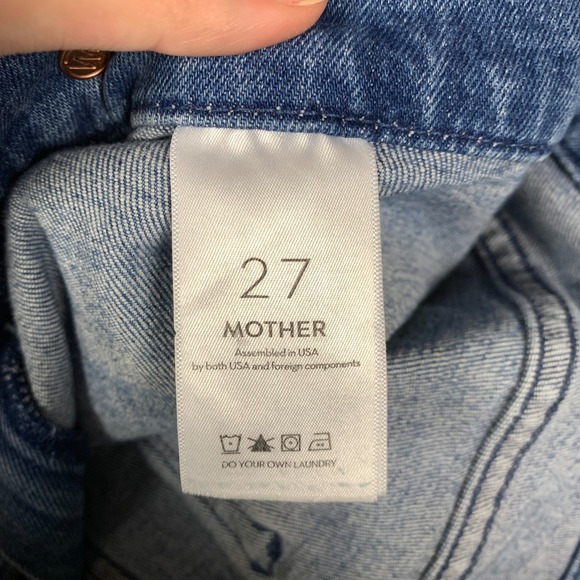 27
MOTHER
Assembled in USA
by both USA and foreign components
DO YOUR OWN LAUNDRY